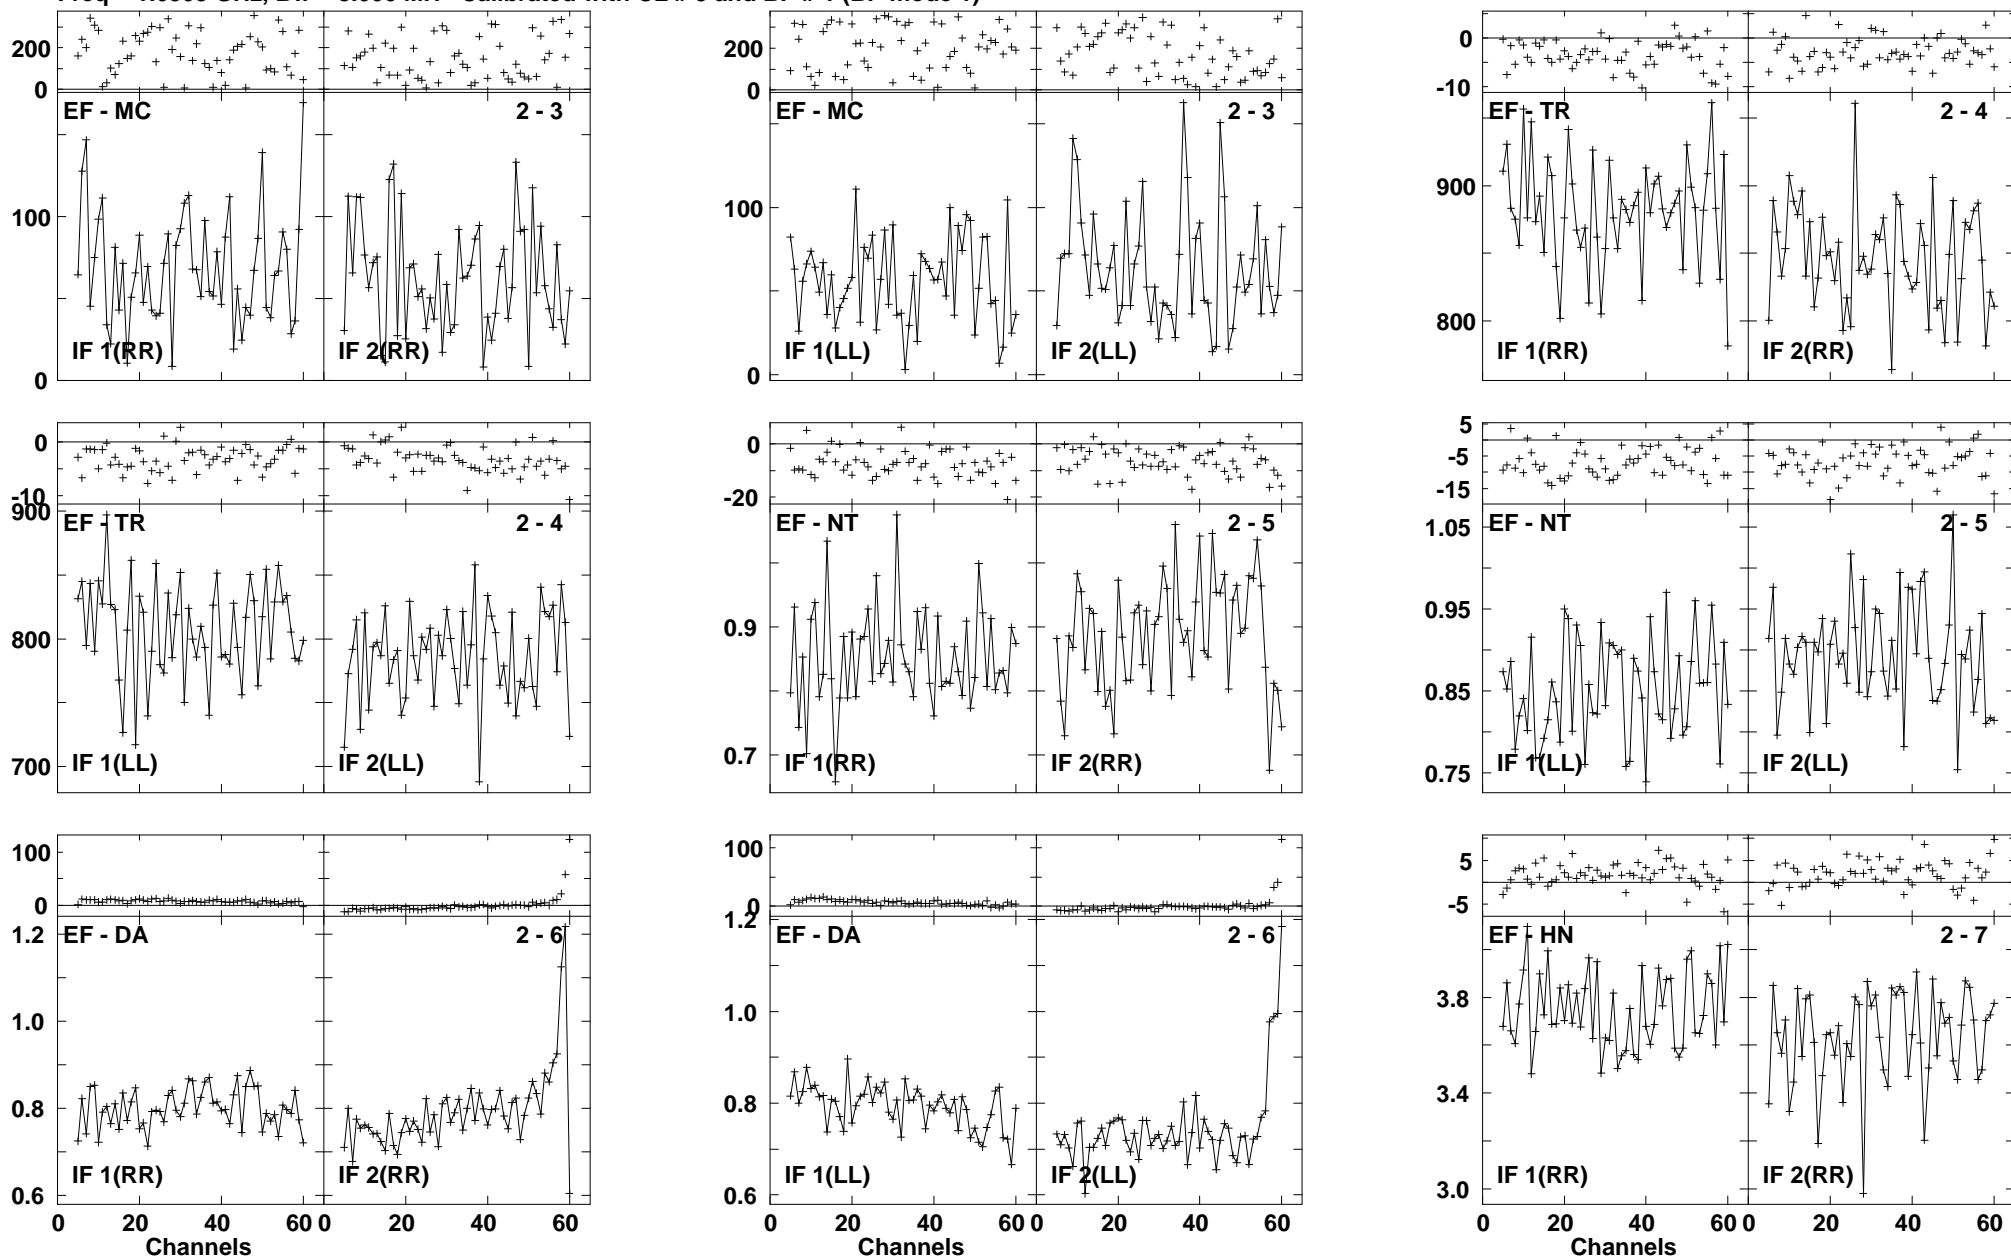 200
0
EF - MC
2 - 3
100
IF 1(RR)
IF 2(RR)
0
200
0
EF - MC
2 - 3
100
IF 1(LL)
IF 2(LL)
0
0
-10
EF - TR
2 - 4
900
800
IF 1(RR)
IF 2(RR)
0
-10
900
EF - TR
2 - 4
800
700
IF 1(LL)
IF 2(LL)
0
-20
EF - NT
2 - 5
0.9
0.7
IF 1(RR)
IF 2(RR)
5
-5
-15
EF - NT
2 - 5
1.05
0.95
0.85
0.75
IF 1(LL)
IF 2(LL)
100
0
1.2
EF - DA
2 - 6
1.0
0.8
IF 1(RR)
IF 2(RR)
0.6
0 20 40 60 0 20 40 60
Channels
100
0
1.2
EF - DA
2 - 6
1.0
0.8
IF 1(LL)
IF 2(LL)
0.6
0 20 40 60 0 20 40 60
Channels
5
-5
EF - HN
2 - 7
3.8
3.4
IF 1(RR)
IF 2(RR)
3.0
0 20 40 60 0 20 40 60
Channels